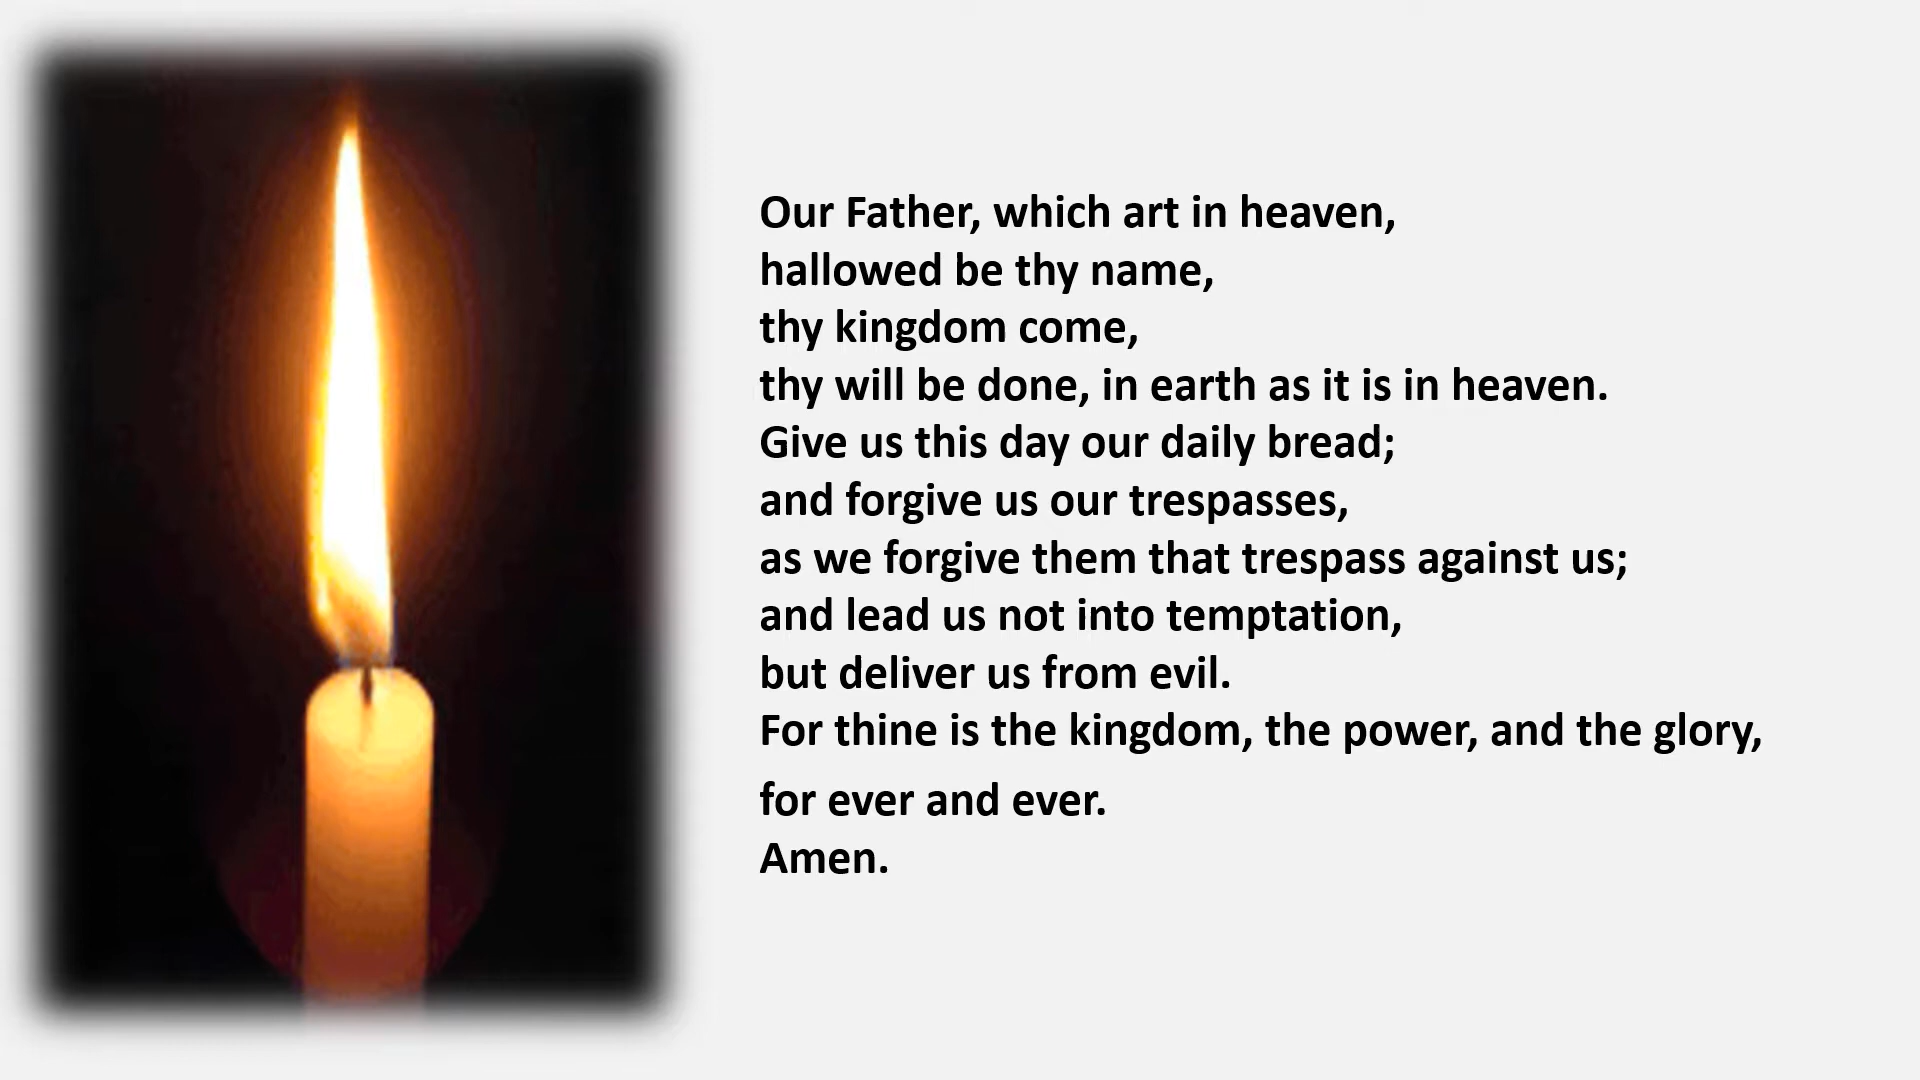 Our Father, which art in heaven,
hallowed be thy name,
thy kingdom come,
thy will be done, in earth as it is in heaven.
Give us this day our daily bread;
and forgive us our trespasses,
as we forgive them that trespass against us;
and lead us not into temptation,
but deliver us from evil.
For thine is the kingdom, the power, and the glory,
for ever and ever.
Amen.